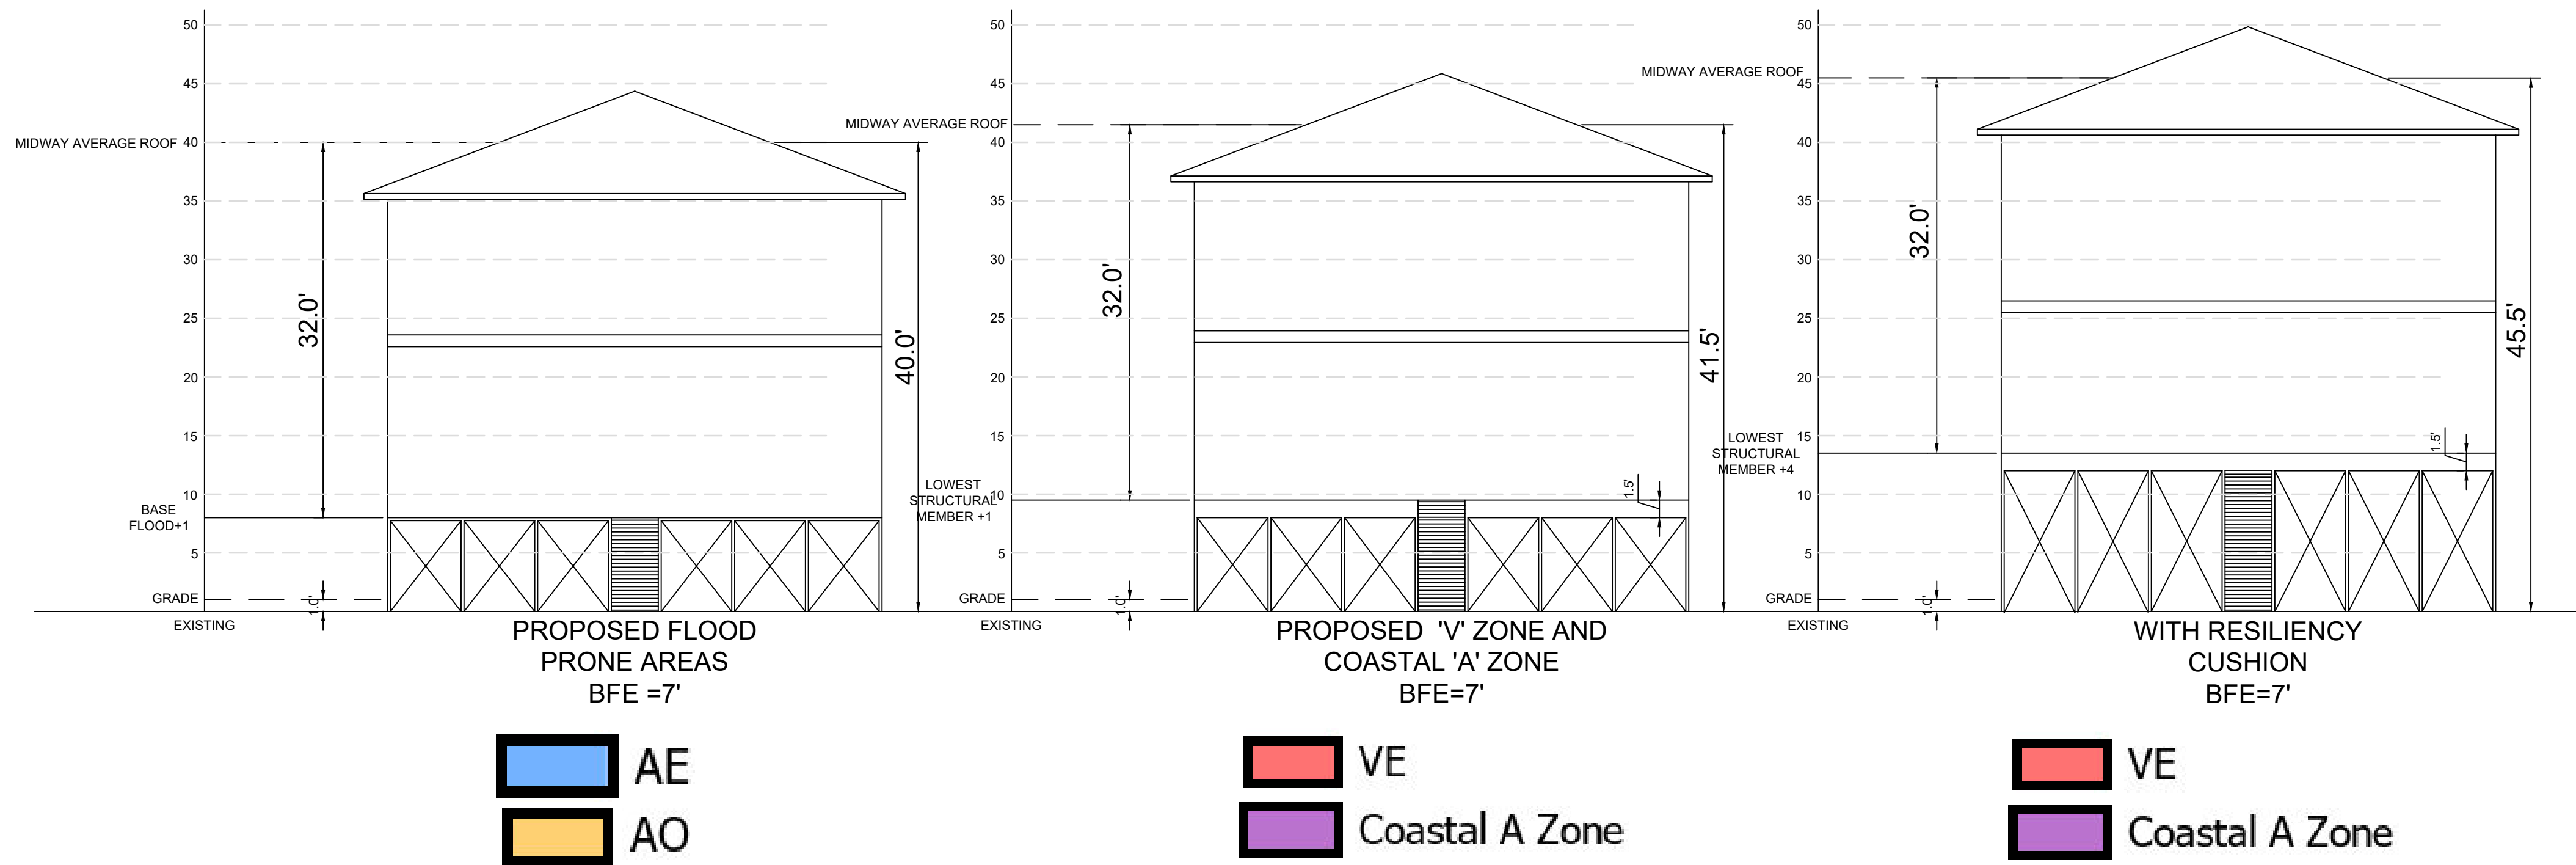 50
45
MIDWAY AVERAGE ROOF 40
35
30
25
20
15
10
BASE
FLOOD+1
5
GRADE
EXISTING
32.0'
1.0'
40.0'
PROPOSED FLOOD
PRONE AREAS
BFE =7'
AE
AO
50
45
MIDWAY AVERAGE ROOF
40
35
30
25
20
15
10
LOWEST
STRUCTURAL
MEMBER +1
5
GRADE
EXISTING
32.0'
1.0'
1.5'
41.5'
PROPOSED 'V' ZONE AND
COASTAL 'A' ZONE
BFE=7'
VE
Coastal A Zone
50
MIDWAY AVERAGE ROOF
45
40
35
30
25
20
15
LOWEST
STRUCTURAL
MEMBER +4
10
5
GRADE
EXISTING
32.0'
1.0'
1.5'
45.5'
WITH RESILIENCY
CUSHION
BFE=7'
VE
Coastal A Zone